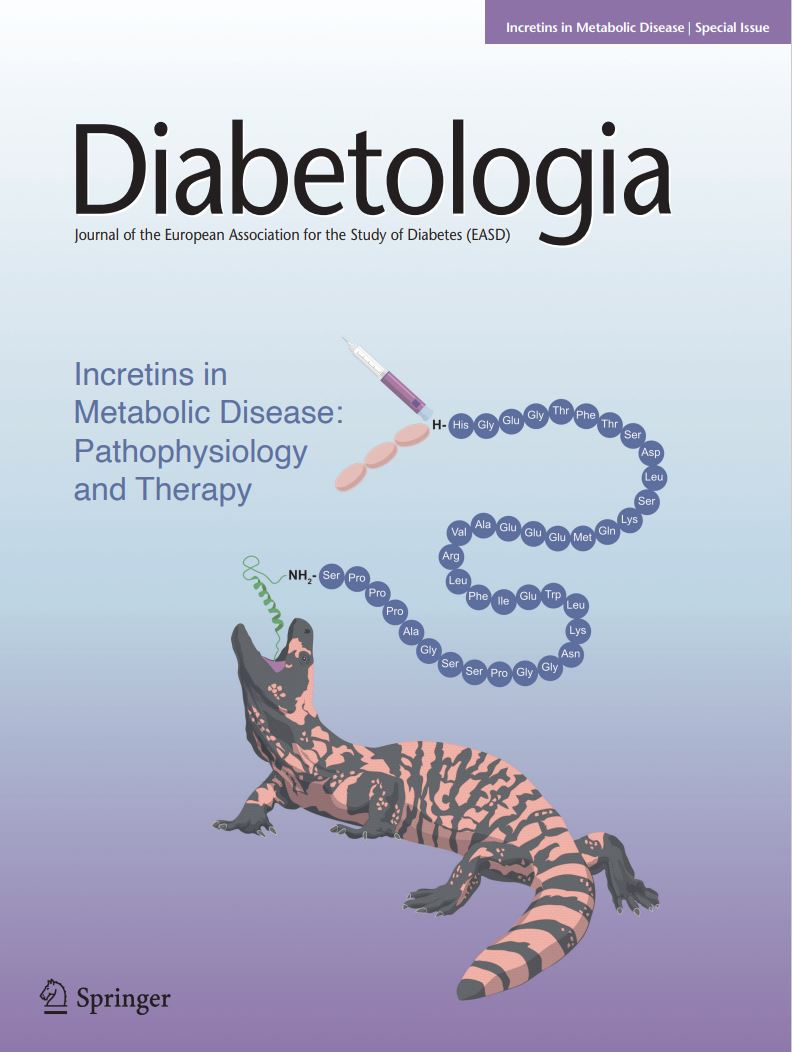 Incretins in Metabolic Disease | Special Issue
Diabetologia
Journal of the European Association for the Study of Diabetes (EASD)
Incretins in
Metabolic Disease:
Pathophysiology
and Therapy
H- His Gly Glu Gly Thr Phe Thr Ser Asp Leu Ser Lys Gln Met Glu Glu Glu Ala Val Arg Leu Phe Ile Glu Trp Leu Lys Asn Gly Gly Pro Ser Ser Gly Ala Pro Pro Pro Ser NH2-
Springer